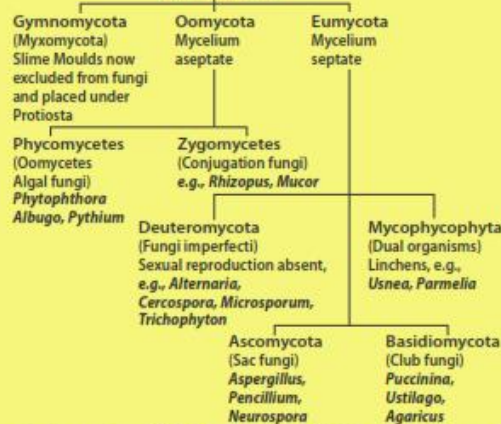 Gymnomycota
(Myxomycota)
Slime Moulds now
excluded from fungi
and placed under
Protiosta
Oomycota
Mycelium
aseptate
Eumycota
Mycelium
septate
Phycomycetes
(Oomycetes
Algal fungi)
Phytophthora
Albugo, Pythium
Zygomycetes
(Conjugation fungi)
e.g., Rhizopus, Mucor
Deuteromycota
(Fungi imperfecti)
Sexual reproduction absent,
e.g., Alternaria,
Cercospora, Microsporum,
Trichophyton
Mycophycophyta
(Dual organisms)
Linchens, e.g.,
Usnea, Parmelia
Ascomycota
(Sac fungi)
Aspergillus,
Pencillium,
Neurospora
Basidiomycota
(Club fungi)
Puccinina,
Ustilago,
Agaricus